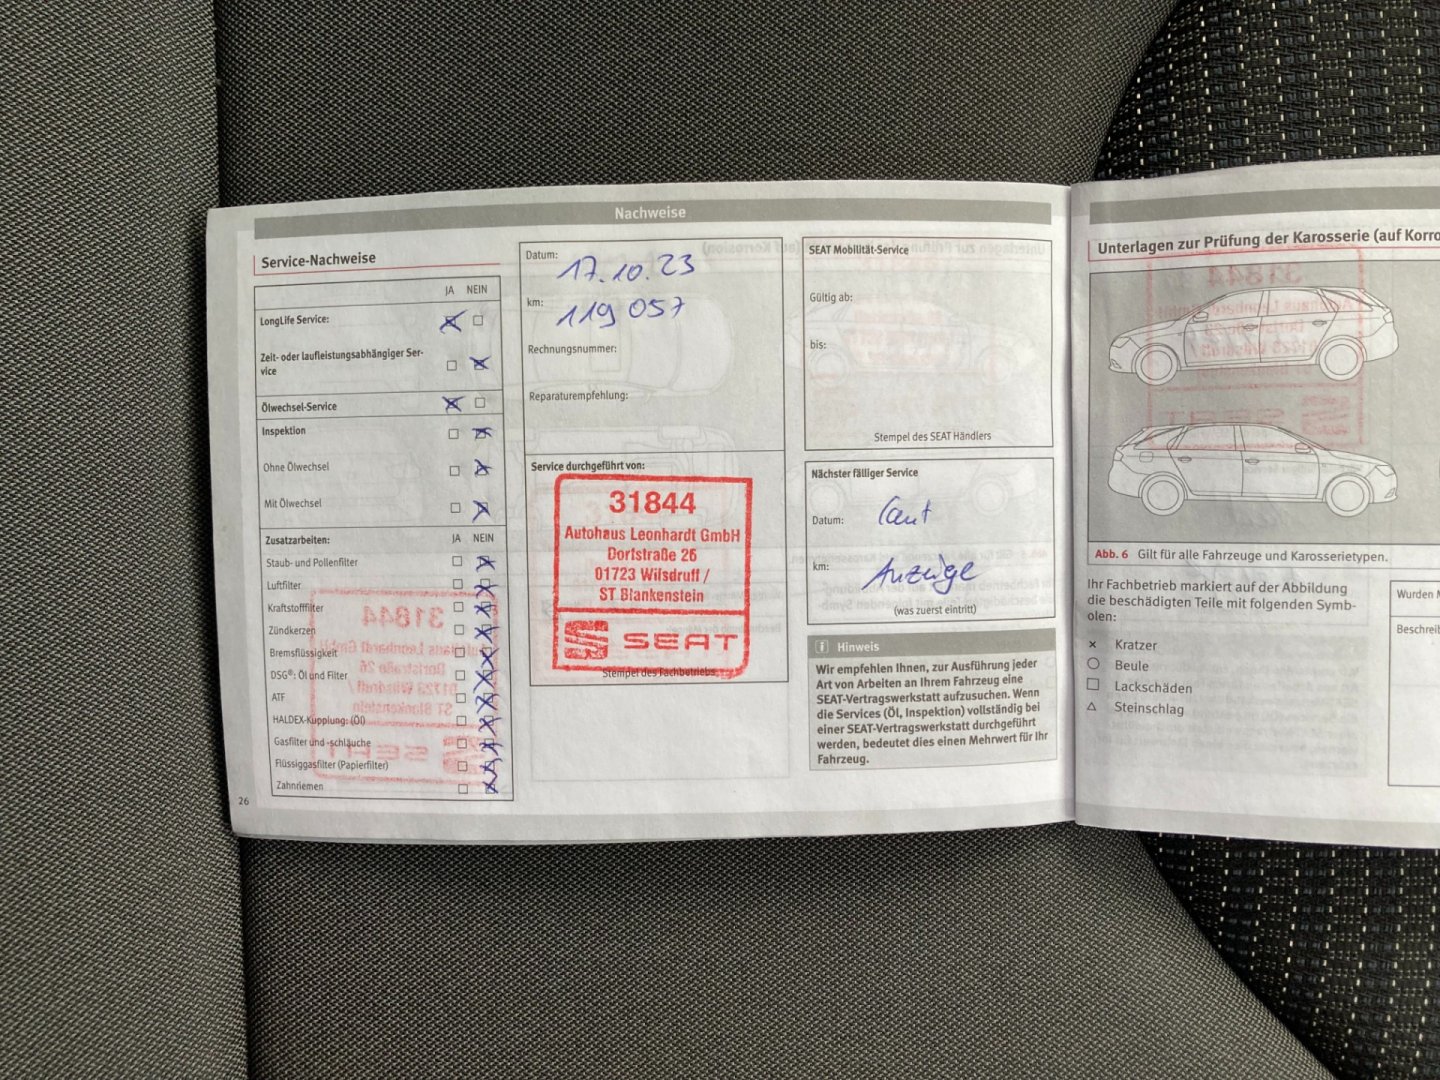 Nachweise
Service-Nachweise
JA NEIN
LongLife Service:
Zeit- oder laufleistungsabhängiger Ser-
vice
Ölwechsel-Service
Inspektion
Ohne Ölwechsel
Mit Ölwechsel
Zusatzarbeiten: JA NEIN
Staub- und Pollenfilter
Luftfilter
Kraftstofffilter
Zündkerzen
Bremsflüssigkeit
DSG®: Öl und Filter
ATF
HALDEX-Kupplung: (Öl)
Gasfilter und -schläuche
Flüssiggasfilter (Papierfilter)
Zahnriemen
26
Datum: 17.10.23
km: 119 057
Rechnungsnummer:
Reparaturempfehlung:
Service durchgeführt von:
31844
Autohaus Leonhardt GmbH
Dorfstraße 26
01723 Wilsdruff /
ST Blankenstein
SEAT
Stempel des Fachbetriebs
SEAT Mobilität-Service
Gültig ab:
bis:
Stempel des SEAT Händlers
Nächster fälliger Service
Datum: laut
km: Anzeige
(was zuerst eintritt)
i Hinweis
Wir empfehlen Ihnen, zur Ausführung jeder
Art von Arbeiten an Ihrem Fahrzeug eine
SEAT-Vertragswerkstatt aufzusuchen. Wenn
die Services (Öl, Inspektion) vollständig bei
einer SEAT-Vertragswerkstatt durchgeführt
werden, bedeutet dies einen Mehrwert für Ihr
Fahrzeug.
Unterlagen zur Prüfung der Karosserie (auf Korro
Abb. 6 Gilt für alle Fahrzeuge und Karosserietypen.
Ihr Fachbetrieb markiert auf der Abbildung
die beschädigten Teile mit folgenden Symb-
olen:
× Kratzer
○ Beule
□ Lackschäden
△ Steinschlag
Wurden
Beschreib